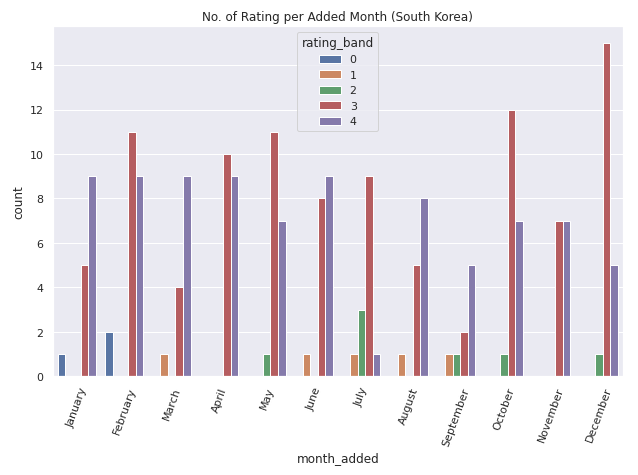 No. of Rating per Added Month (South Korea)
rating_band
0
1
2
3
4
count
14
12
10
8
6
4
2
0
January
February
March
April
May
June
July
August
September
October
November
December
month_added